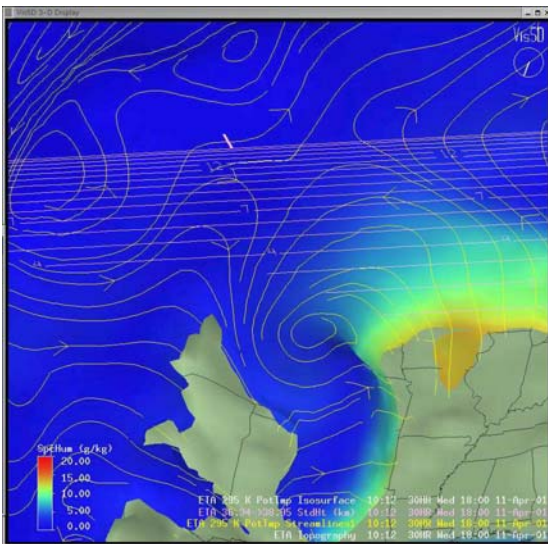 Vis5D 3-D Display
Vis5D
SpcHum (g/kg)
20.00
15.00
10.00
5.00
0.00
ETA 295 K PotTmp Isosurface 10:12 30HR Wed 18:00 11-Apr-01
StdHt (km) 10:12 30HR Wed 18:00 11-Apr-01
ETA 295 K PotTmp Streamlines1 10:12 30HR Wed 18:00 11-Apr-01
ETA Topography 10:12 30HR Wed 18:00 11-Apr-01